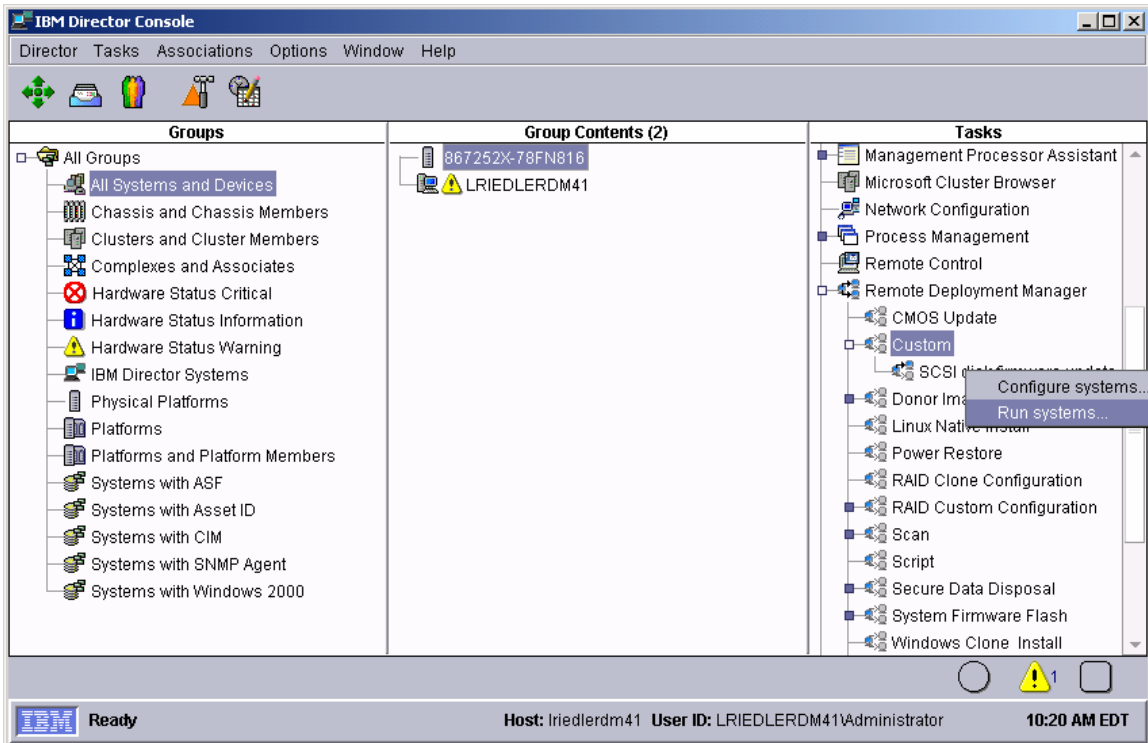 IBM Director Console
Director Tasks Associations Options Window Help
Groups
All Groups
All Systems and Devices
Chassis and Chassis Members
Clusters and Cluster Members
Complexes and Associates
Hardware Status Critical
Hardware Status Information
Hardware Status Warning
IBM Director Systems
Physical Platforms
Platforms
Platforms and Platform Members
Systems with ASF
Systems with Asset ID
Systems with CIM
Systems with SNMP Agent
Systems with Windows 2000
Group Contents (2)
867252X-78FN816
LRIEDLERDM41
Tasks
Management Processor Assistant
Microsoft Cluster Browser
Network Configuration
Process Management
Remote Control
Remote Deployment Manager
CMOS Update
Custom
SCSI disk firmware update
Configure systems...
Donor Ima
Run systems...
Linux Native Install
Power Restore
RAID Clone Configuration
RAID Custom Configuration
Scan
Script
Secure Data Disposal
System Firmware Flash
Windows Clone Install
1
IBM Ready
Host: lriedlerdm41 User ID: LRIEDLERDM41\Administrator
10:20 AM EDT